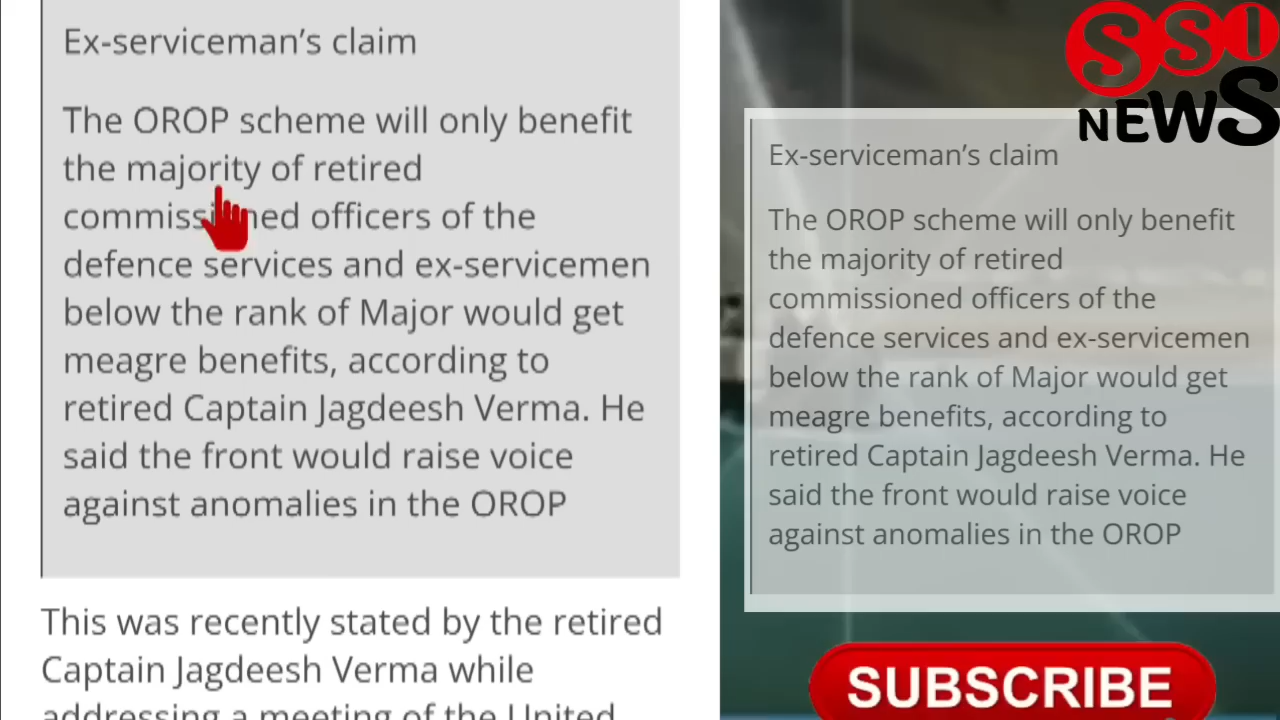 Ex-serviceman's claim
The OROP scheme will only benefit
the majority of retired
commissioned officers of the
defence services and ex-servicemen
below the rank of Major would get
meagre benefits, according to
retired Captain Jagdeesh Verma. He
said the front would raise voice
against anomalies in the OROP
This was recently stated by the retired
Captain Jagdeesh Verma while
addressing a meeting of the United
SSI
NEWS
Ex-serviceman's claim
The OROP scheme will only benefit
the majority of retired
commissioned officers of the
defence services and ex-servicemen
below the rank of Major would get
meagre benefits, according to
retired Captain Jagdeesh Verma. He
said the front would raise voice
against anomalies in the OROP
SUBSCRIBE